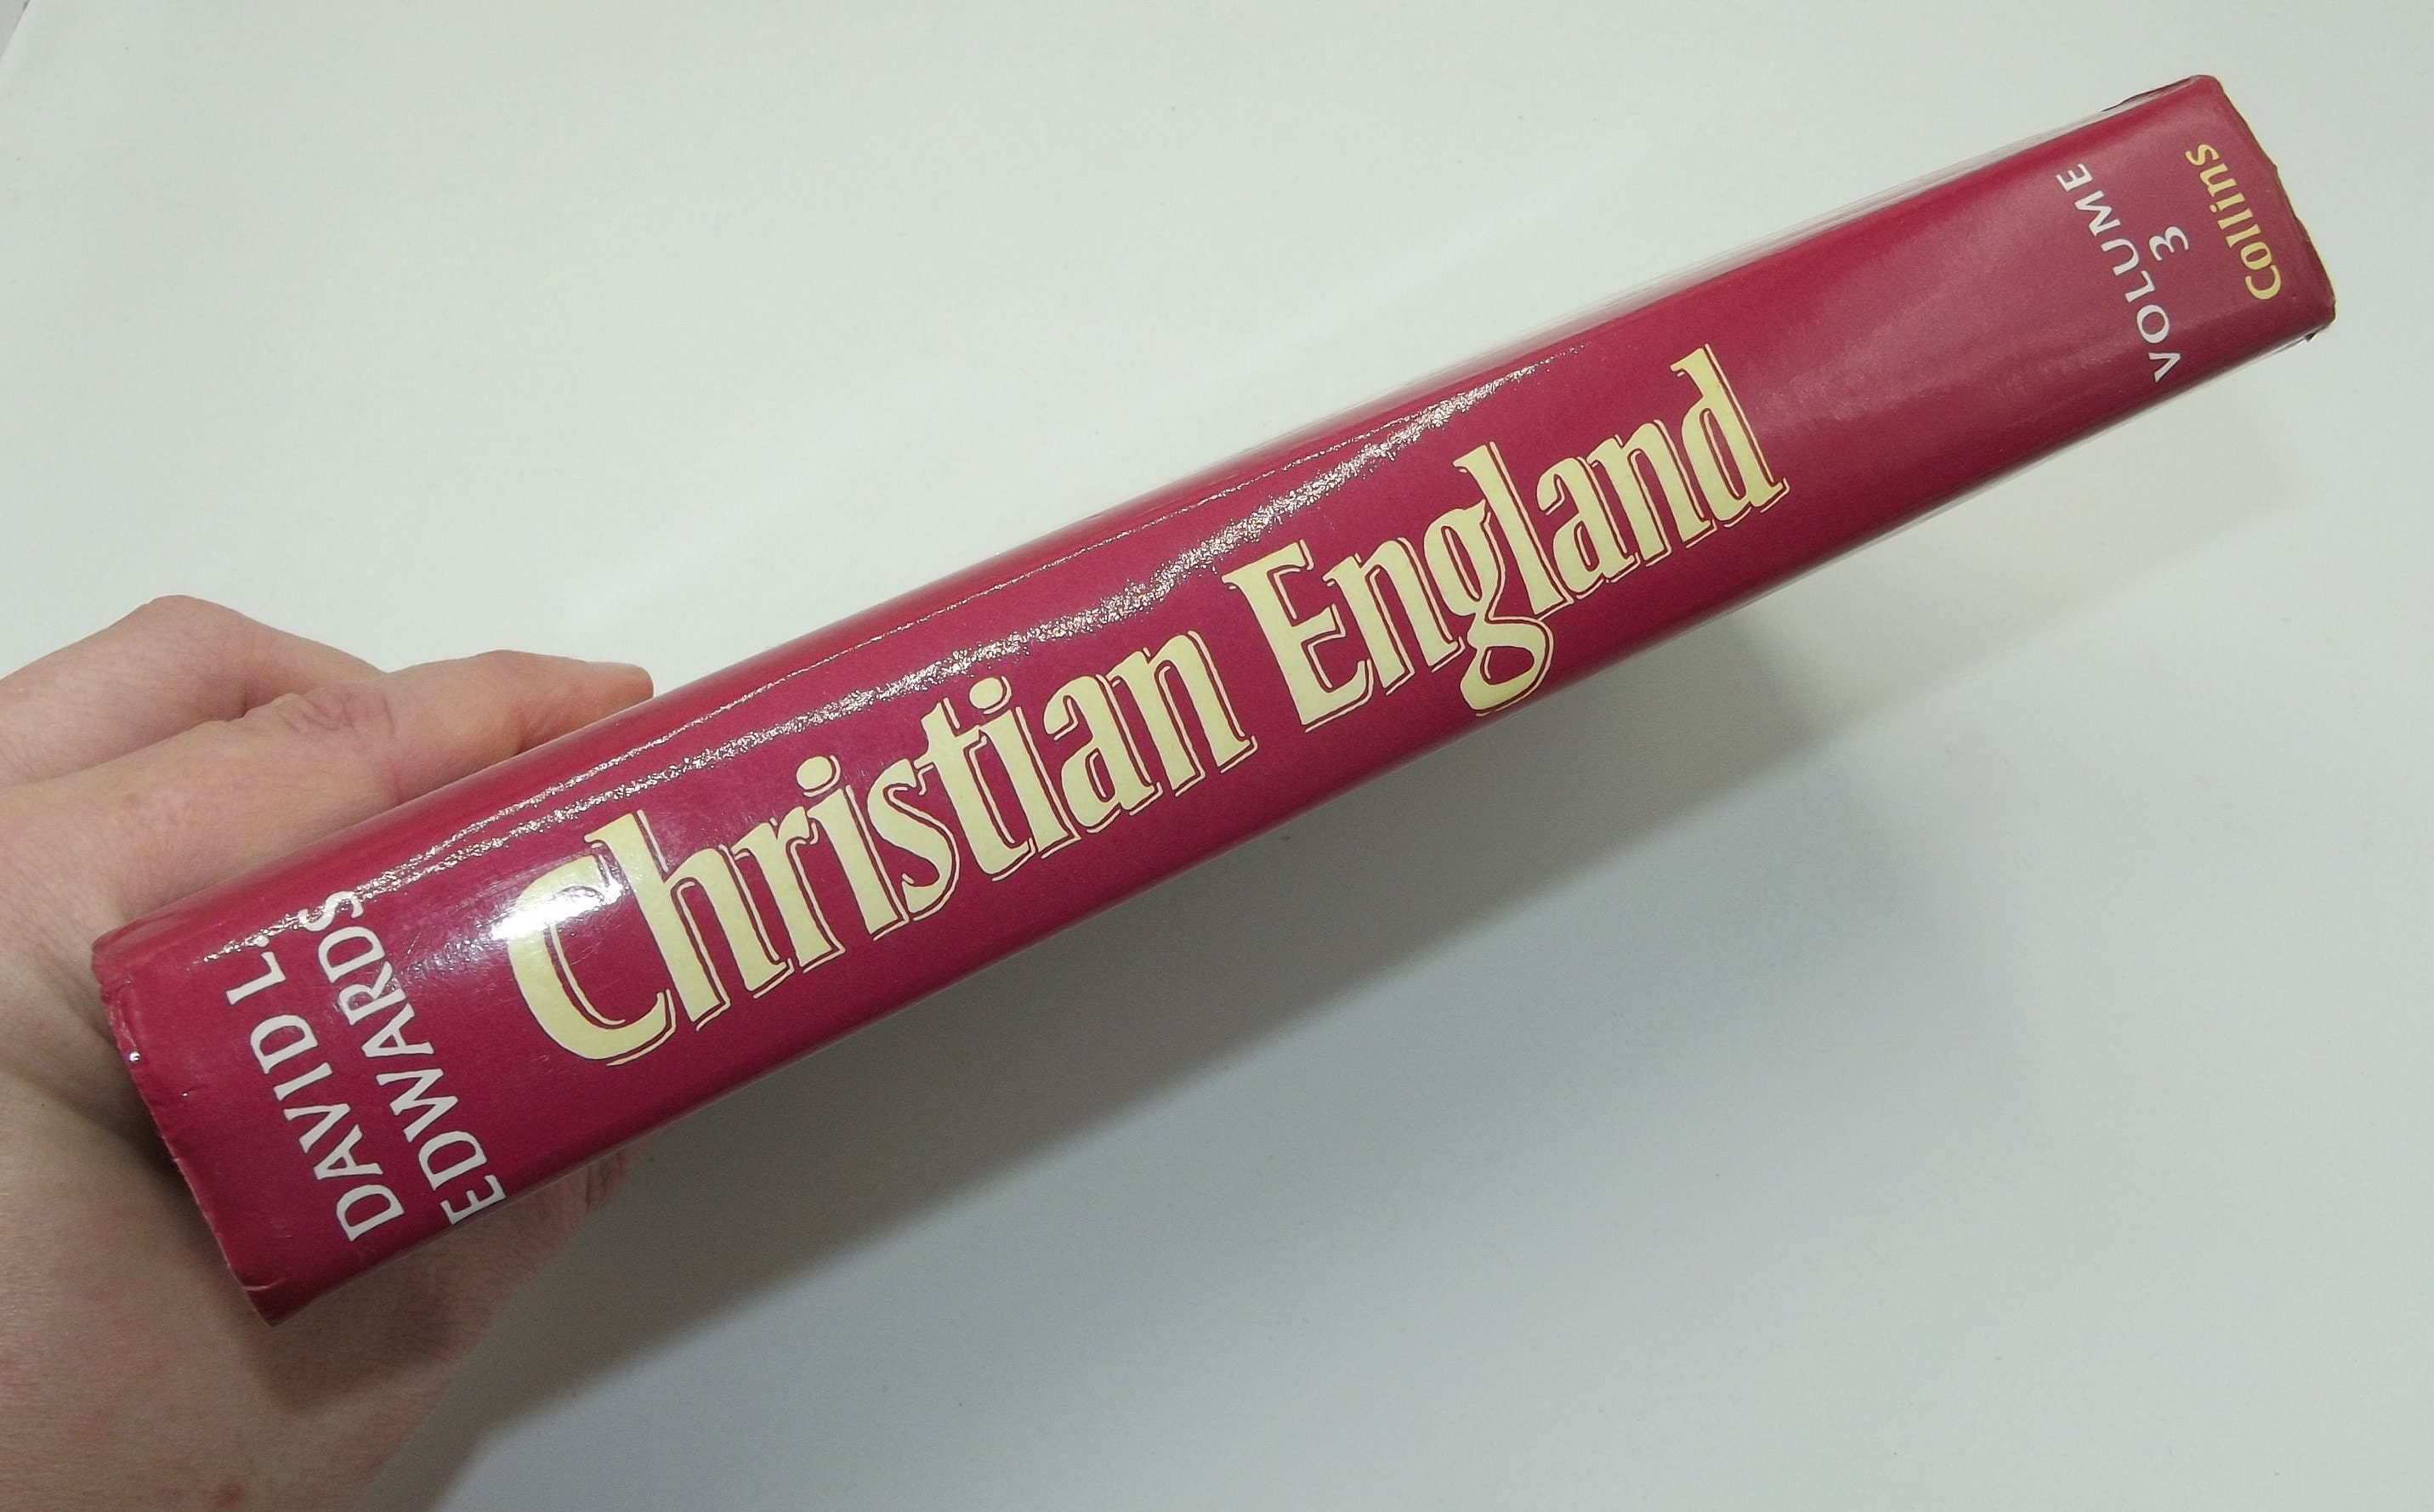 DAVID L.
EDWARDS
Christian England
VOLUME
3
Collins